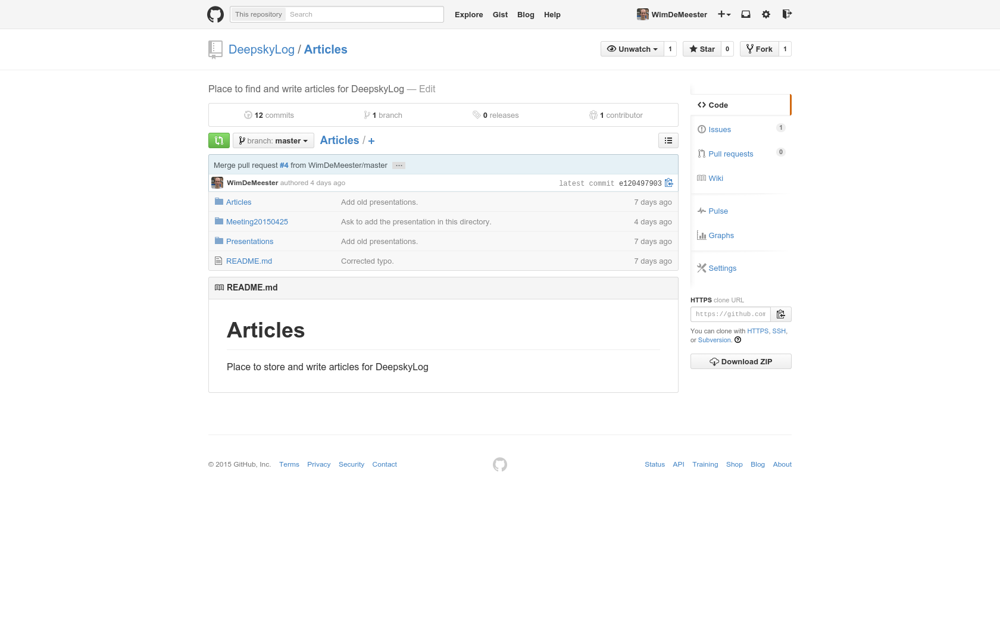 This repository Search Explore Gist Blog Help WimDeMeester
DeepskyLog / Articles Unwatch 1 Star 0 Fork 1
Place to find and write articles for DeepskyLog — Edit
12 commits 1 branch 0 releases 1 contributor
branch: master Articles / +
Merge pull request #4 from WimDeMeester/master ...
WimDeMeester authored 4 days ago latest commit e120497903
Articles Add old presentations. 7 days ago
Meeting20150425 Ask to add the presentation in this directory. 4 days ago
Presentations Add old presentations. 7 days ago
README.md Corrected typo. 7 days ago
README.md
Articles
Place to store and write articles for DeepskyLog
Code
Issues 1
Pull requests 0
Wiki
Pulse
Graphs
Settings
HTTPS clone URL
https://github.com
You can clone with HTTPS, SSH,
or Subversion.
Download ZIP
© 2015 GitHub, Inc. Terms Privacy Security Contact Status API Training Shop Blog About